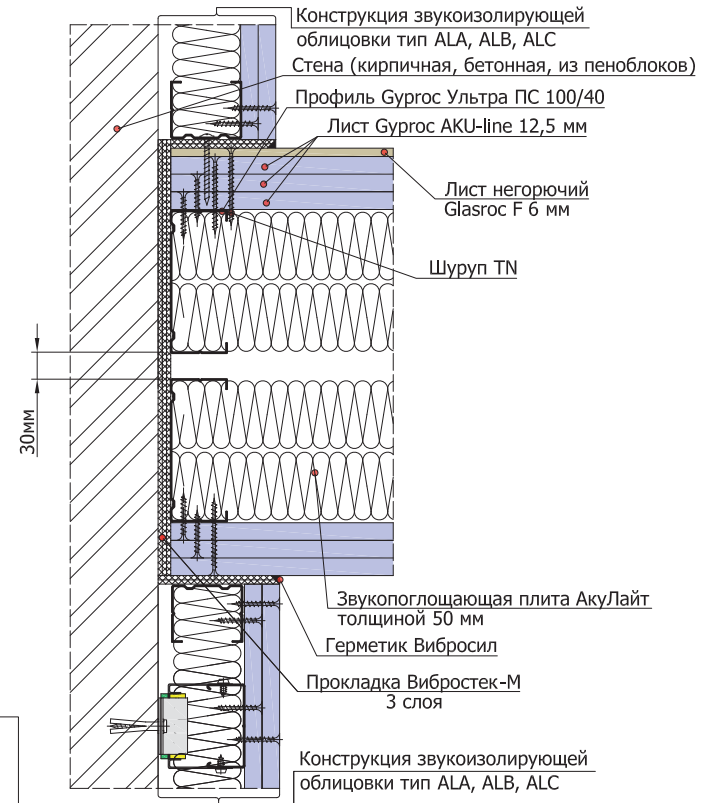 Конструкция звукоизолирующей
облицовки тип ALA, ALB, ALC
Стена (кирпичная, бетонная, из пеноблоков)
Профиль Gyproc Ультра ПС 100/40
Лист Gyproc AKU-line 12,5 мм
Лист негорючий
Glasroc F 6 мм
Шуруп TN
30мм
Звукопоглощающая плита АкуЛайт
толщиной 50 мм
Герметик Вибросил
Прокладка Вибростек-М
3 слоя
Конструкция звукоизолирующей
облицовки тип ALA, ALB, ALC